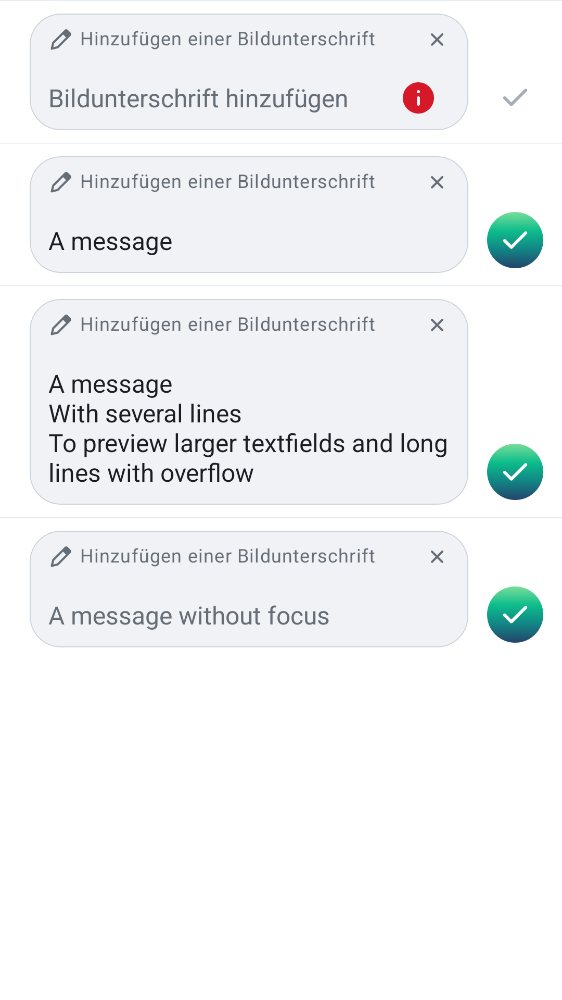 Hinzufügen einer Bildunterschrift
Bildunterschrift hinzufügen
Hinzufügen einer Bildunterschrift
A message
Hinzufügen einer Bildunterschrift
A message
With several lines
To preview larger textfields and long
lines with overflow
Hinzufügen einer Bildunterschrift
A message without focus